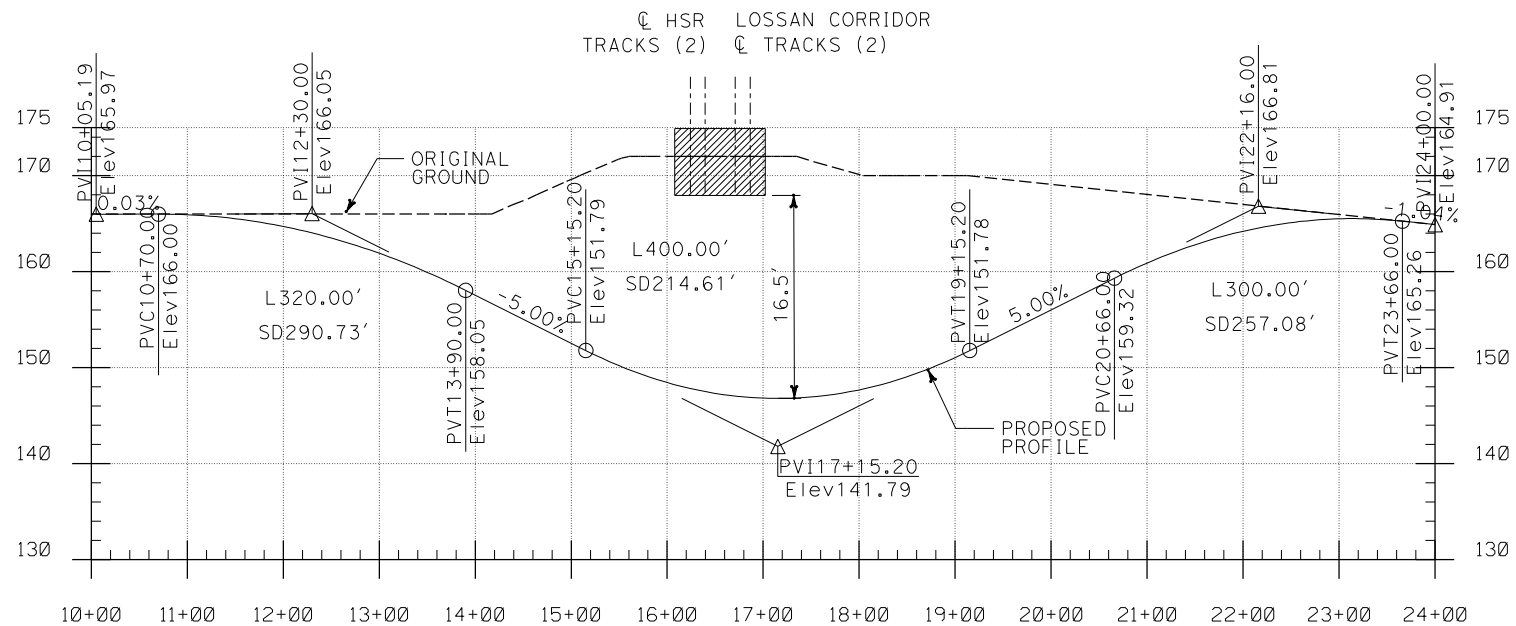 ℄ HSR LOSSAN CORRIDOR
TRACKS (2) ℄ TRACKS (2)
PVI10+05.19
Elev165.97
PVI12+30.00
Elev166.05
PVI22+16.00
Elev166.81
PVI24+00.00
Elev164.91
175
175
170
170
160
160
150
150
140
140
130
130
ORIGINAL
GROUND
0.03%
PVC10+70.00
Elev166.00
L320.00'
SD290.73'
PVT13+90.00
Elev158.05
-5.00%
PVC15+15.20
Elev151.79
L400.00'
SD214.61'
16.5'
PVT19+15.20
Elev151.78
5.00%
PVC20+66.00
Elev159.32
L300.00'
SD257.08'
PVT23+66.00
Elev165.26
PROPOSED
PROFILE
PVI17+15.20
Elev141.79
10+00 11+00 12+00 13+00 14+00 15+00 16+00 17+00 18+00 19+00 20+00 21+00 22+00 23+00 24+00